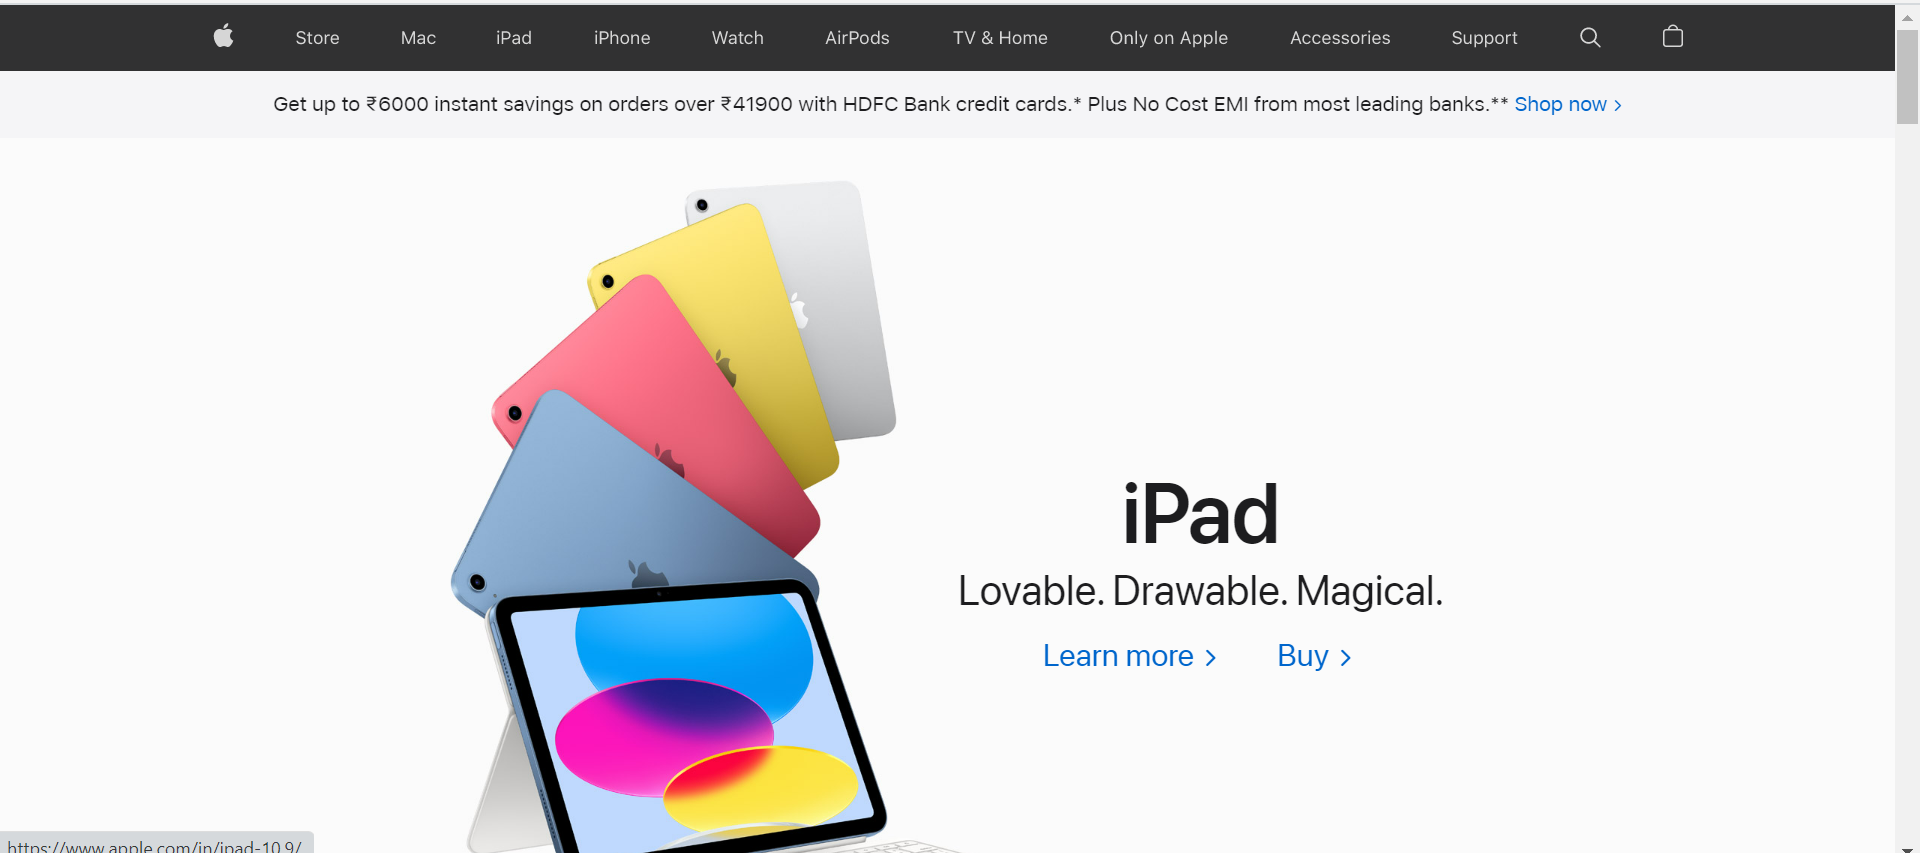 Store Mac iPad iPhone Watch AirPods TV & Home Only on Apple Accessories Support
Get up to ₹6000 instant savings on orders over ₹41900 with HDFC Bank credit cards.* Plus No Cost EMI from most leading banks.** Shop now >
iPad
Lovable. Drawable. Magical.
Learn more > Buy >
https://www.apple.com/in/ipad-10.9/